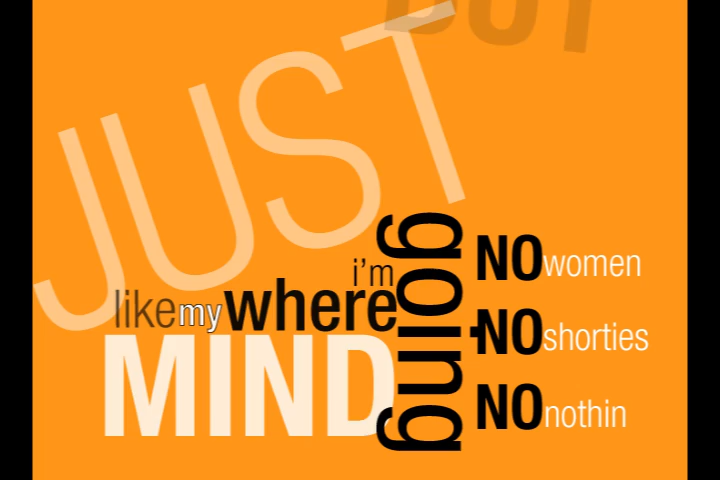 BUT
JUST
i'm
like my where
MIND
going
NO women
NO shorties
NO nothin